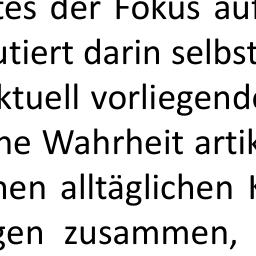 tes der Fokus auf
utiert darin selbst
ktuell vorliegende
ne Wahrheit artik
nen alltäglichen K
gen zusammen,